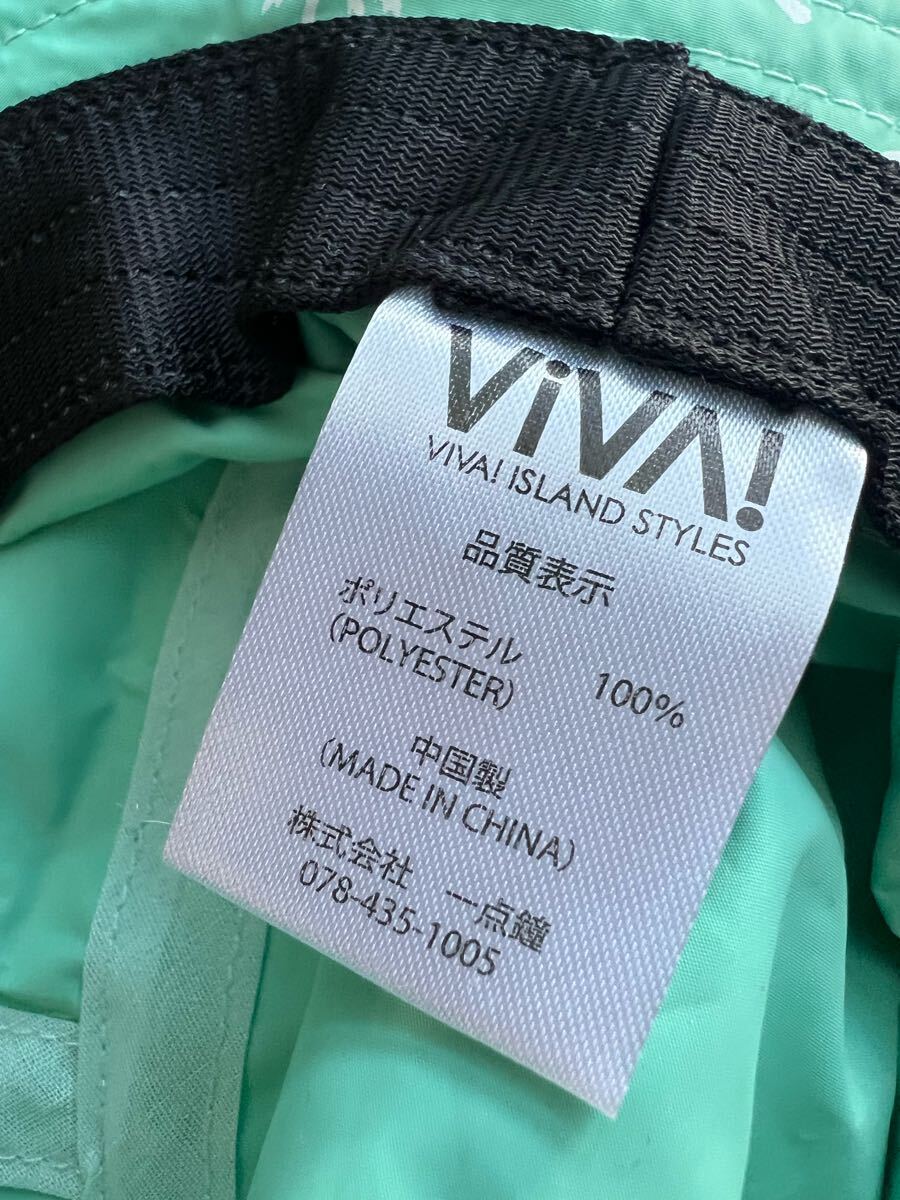 ViVA!
VIVA! ISLAND STYLES
品質表示
ポリエステル
(POLYESTER) 100%
中国製
(MADE IN CHINA)
株式会社 一点鐘
078-435-1005